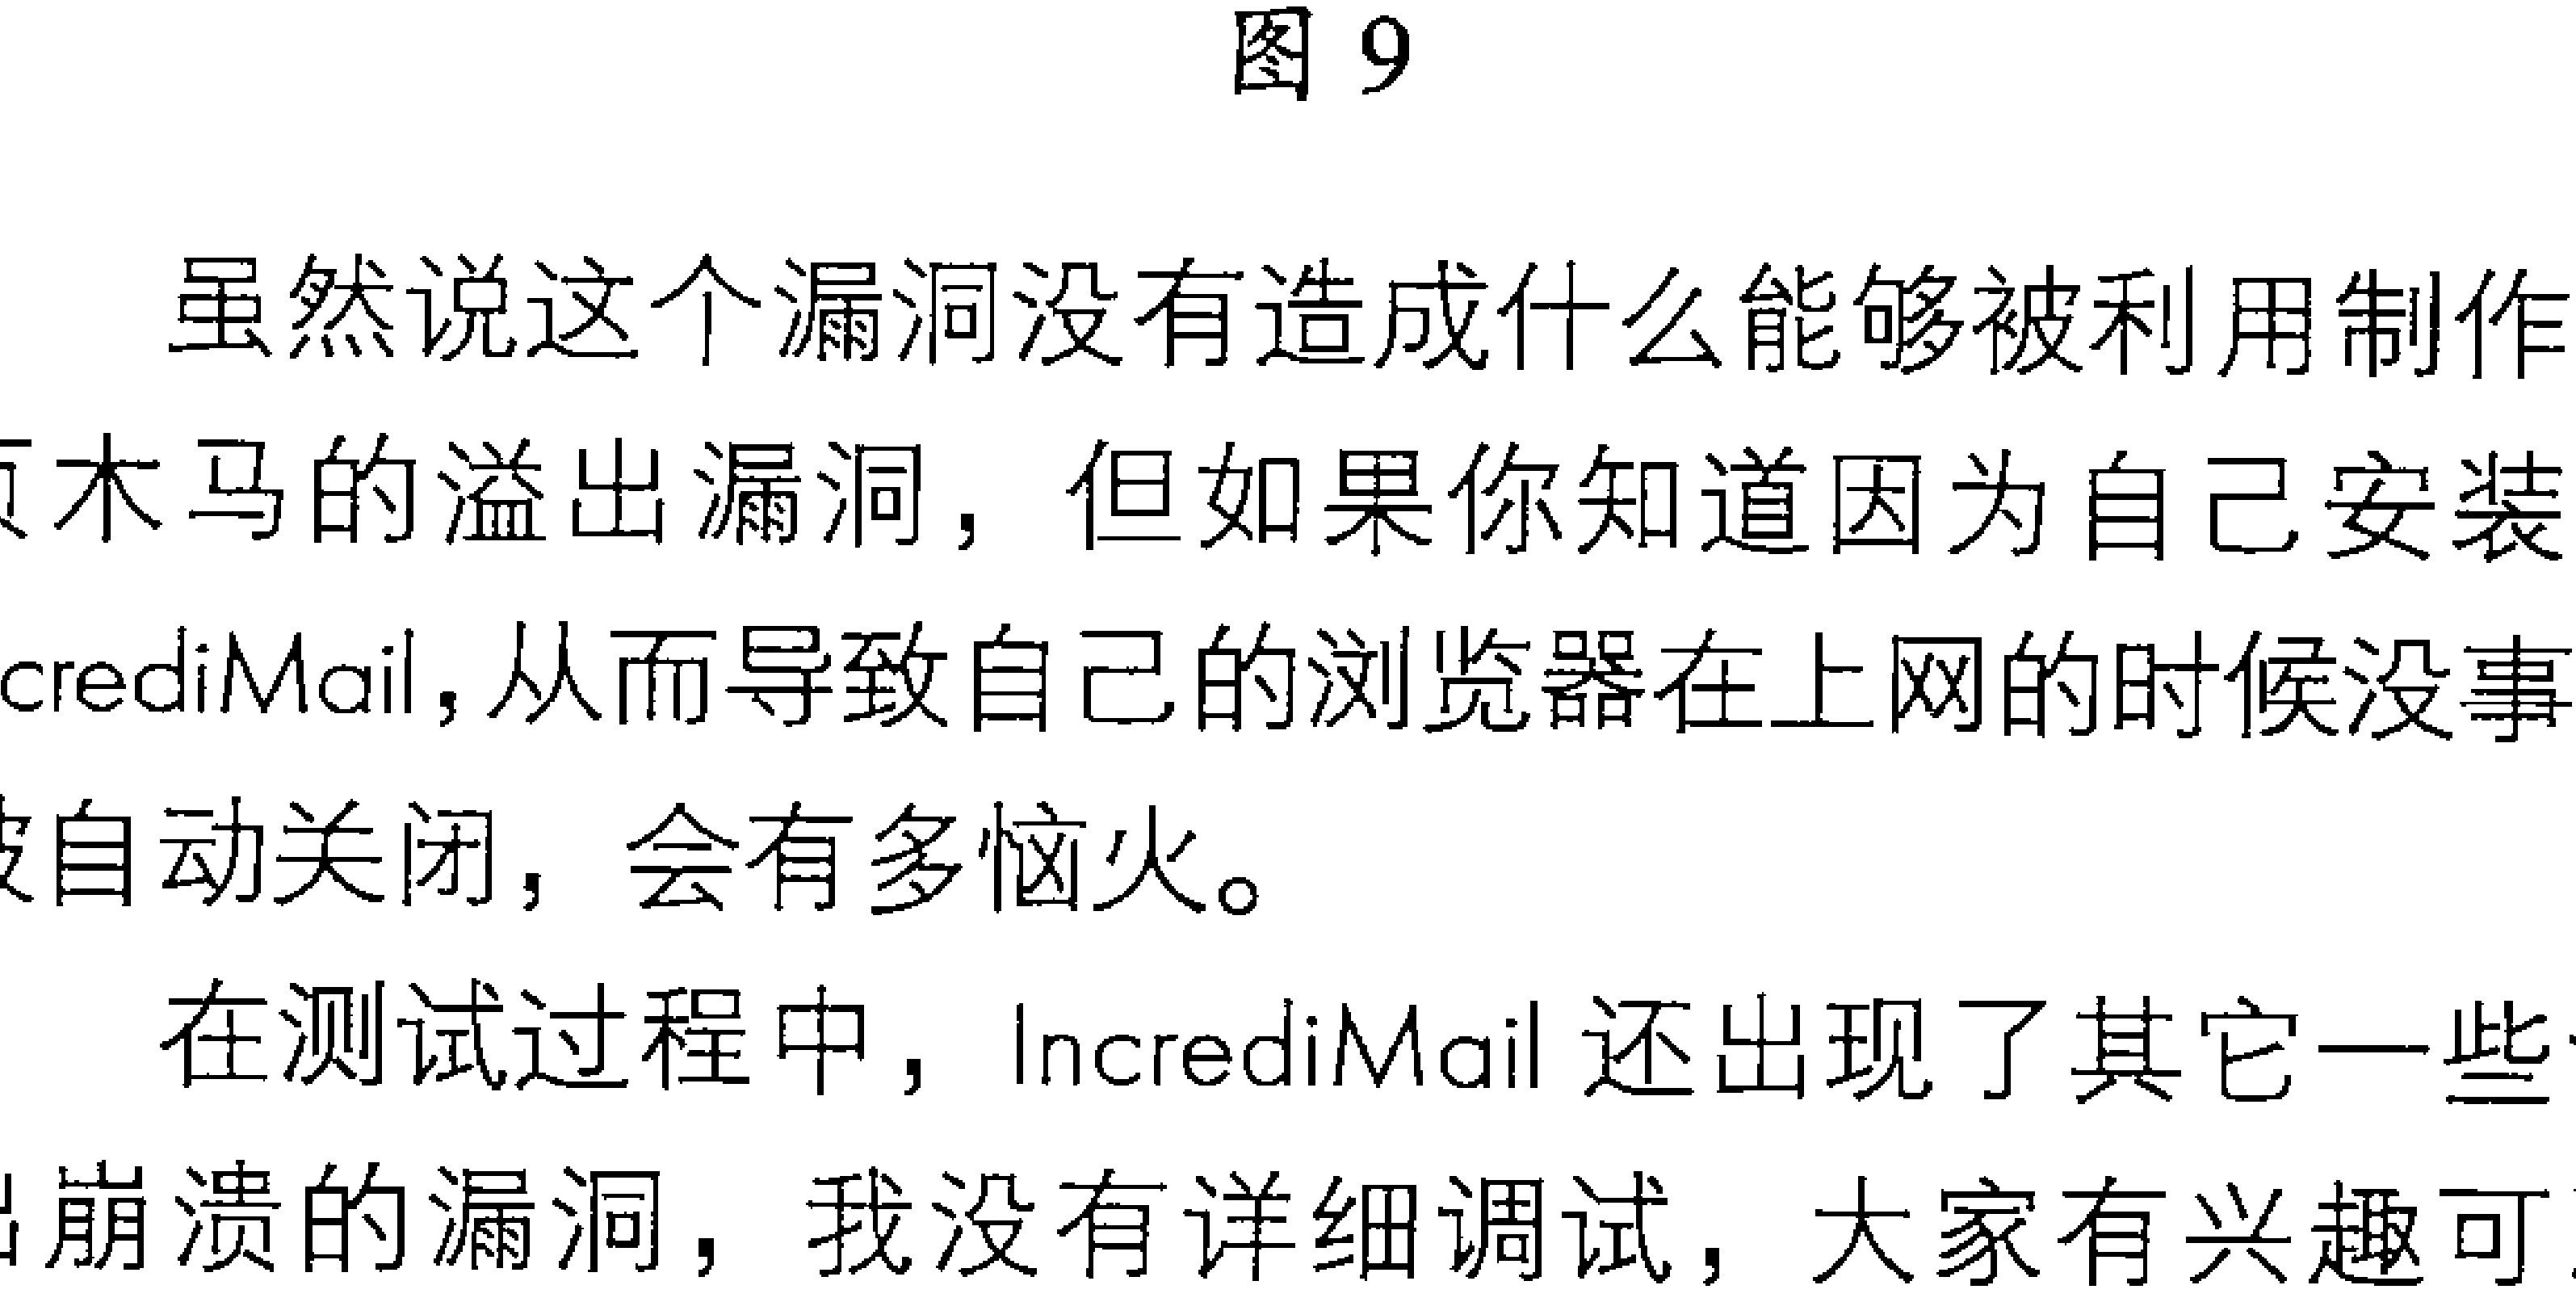 图 9
虽然说这个漏洞没有造成什么能够被利用制作
页木马的溢出漏洞，但如果你知道因为自己安装
crediMail，从而导致自己的浏览器在上网的时候没事
被自动关闭，会有多恼火。
在测试过程中，IncrediMail 还出现了其它一些
出崩溃的漏洞，我没有详细调试，大家有兴趣可